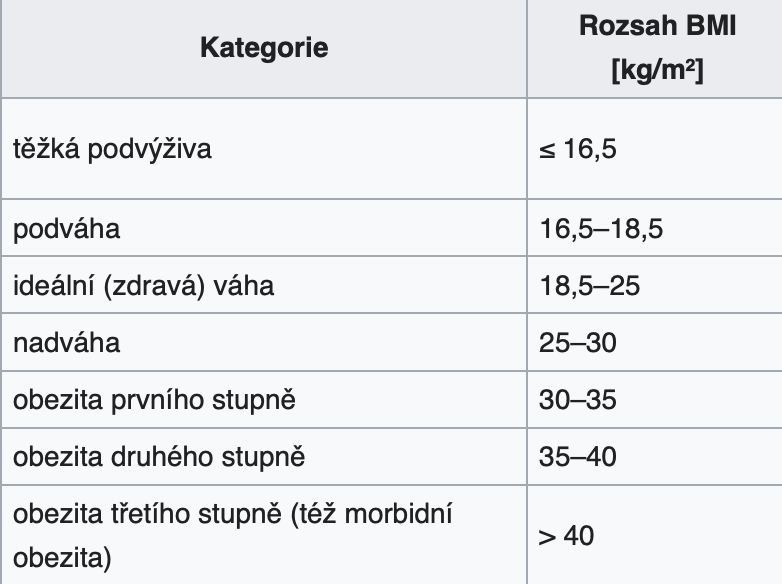 Kategorie
Rozsah BMI
[kg/m²]
těžká podvýživa
≤ 16,5
podváha
16,5–18,5
ideální (zdravá) váha
18,5–25
nadváha
25–30
obezita prvního stupně
30–35
obezita druhého stupně
35–40
obezita třetího stupně (též morbidní
obezita)
> 40